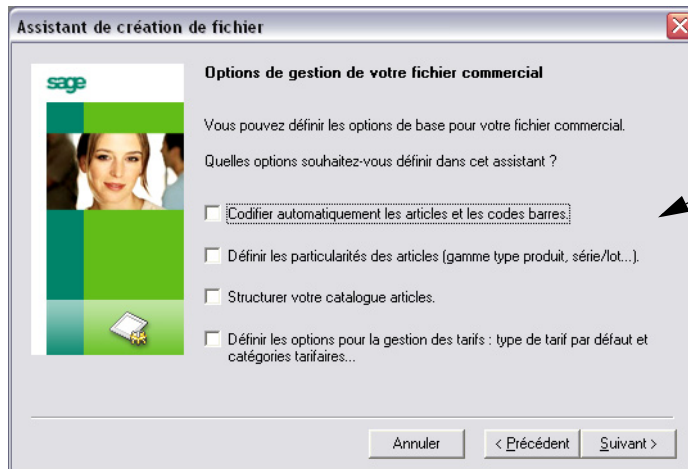 Assistant de création de fichier
sage
Options de gestion de votre fichier commercial
Vous pouvez définir les options de base pour votre fichier commercial.
Quelles options souhaitez-vous définir dans cet assistant ?
Codifier automatiquement les articles et les codes barres.
Définir les particularités des articles (gamme type produit, série/lot...).
Structurer votre catalogue articles.
Définir les options pour la gestion des tarifs : type de tarif par défaut et
catégories tarifaires...
Annuler
< Précédent
Suivant >